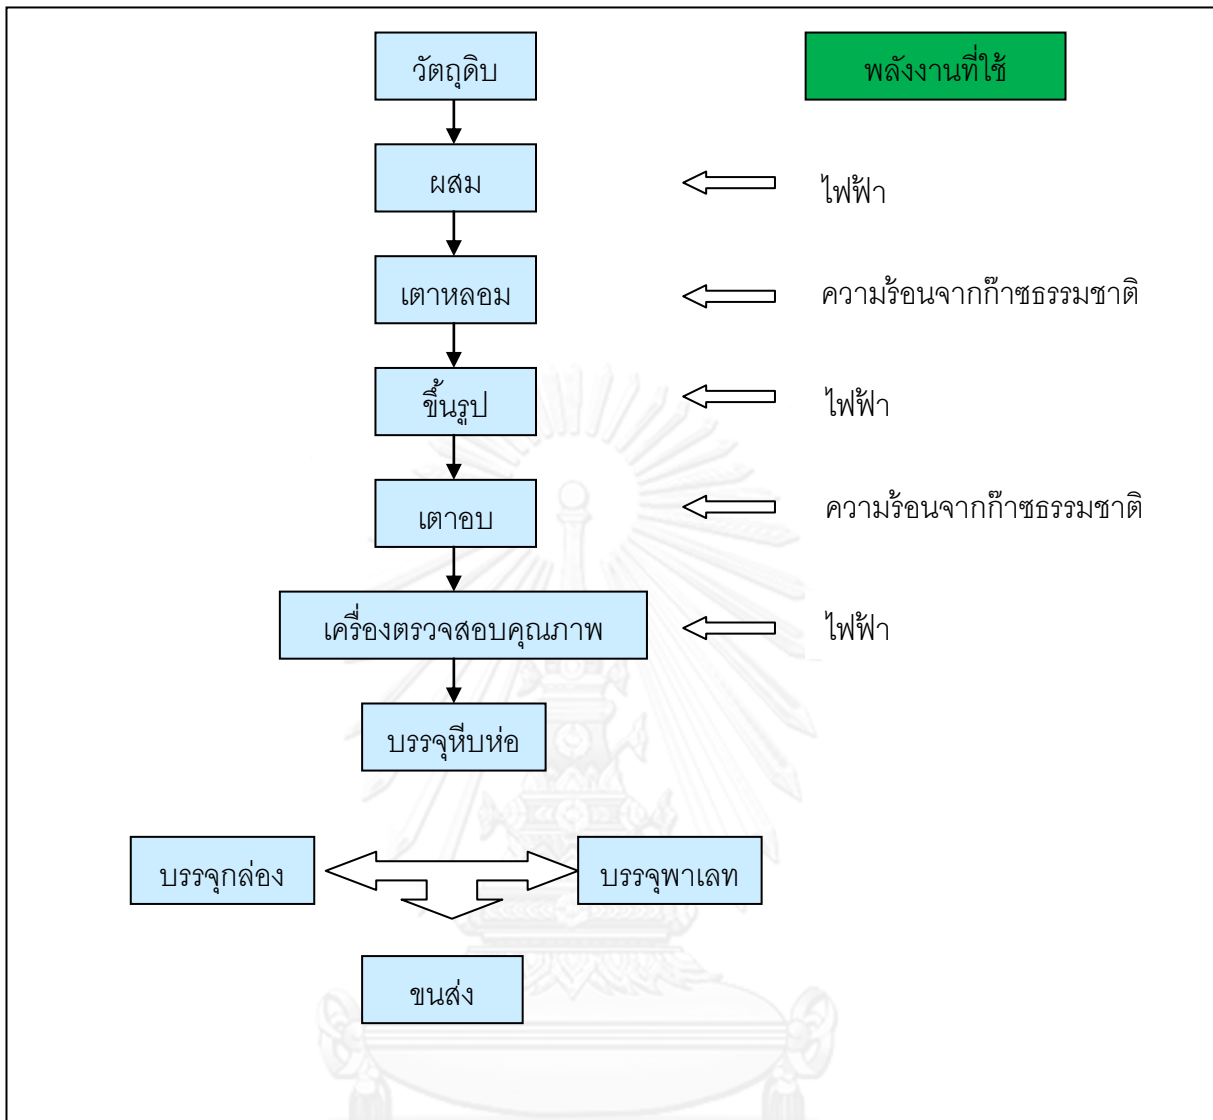 วัตถุดิบ
พลังงานที่ใช้
ผสม
ไฟฟ้า
เตาหลอม
ความร้อนจากก๊าซธรรมชาติ
ขึ้นรูป
ไฟฟ้า
เตาอบ
ความร้อนจากก๊าซธรรมชาติ
เครื่องตรวจสอบคุณภาพ
ไฟฟ้า
บรรจุหีบห่อ
บรรจุกล่อง
บรรจุพาเลท
ขนส่ง